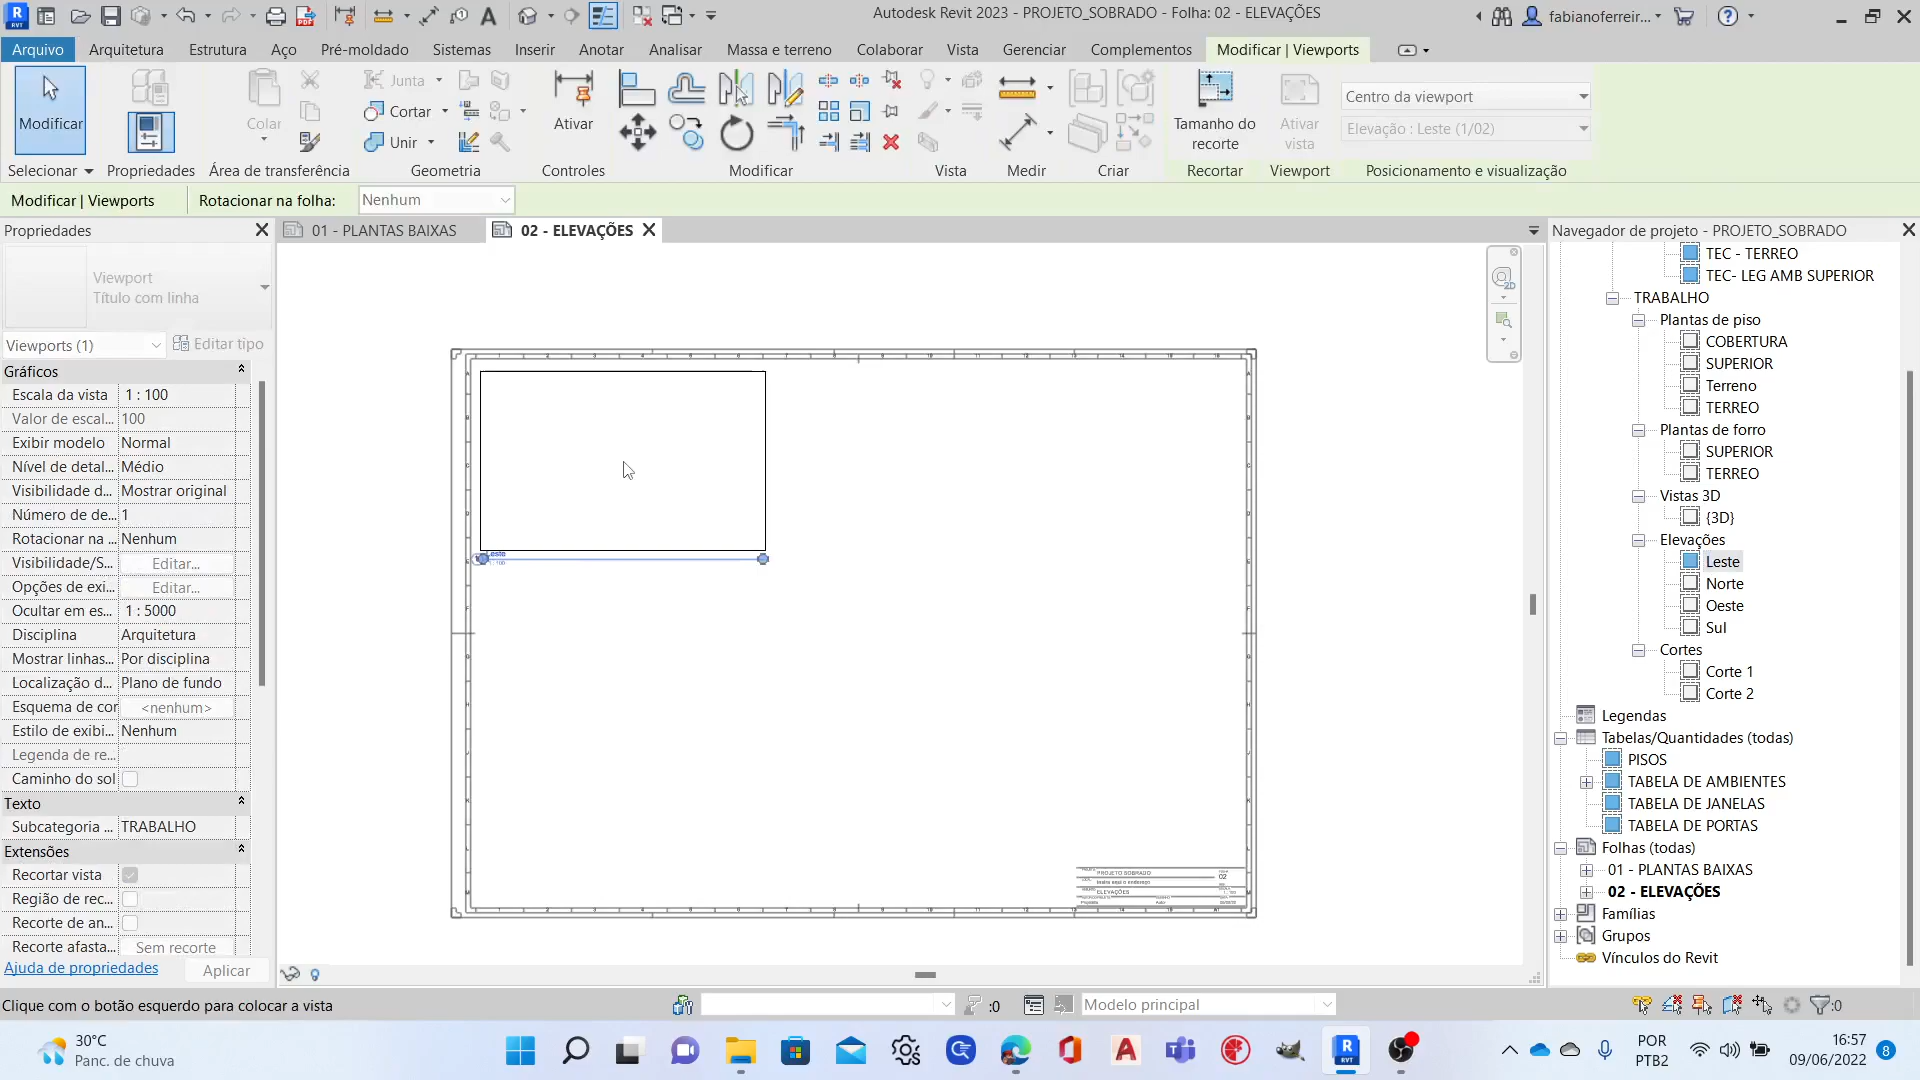 Autodesk Revit 2023 - PROJETO_SOBRADO - Folha: 02 - ELEVAÇÕES
fabianoferreir...
Arquivo Arquitetura Estrutura Aço Pré-moldado Sistemas Inserir Anotar Analisar Massa e terreno Colaborar Vista Gerenciar Complementos Modificar | Viewports
Modificar
Colar
Junta
Cortar
Unir
Ativar
Tamanho do recorte
Ativar vista
Centro da viewport
Elevação : Leste (1/02)
Selecionar Propriedades Área de transferência Geometria Controles Modificar Vista Medir Criar Recortar Viewport Posicionamento e visualização
Modificar | Viewports
Rotacionar na folha: Nenhum
Propriedades
01 - PLANTAS BAIXAS
02 - ELEVAÇÕES
Viewport
Título com linha
Viewports (1)
Editar tipo
Gráficos
Escala da vista 1 : 100
Valor de escal... 100
Exibir modelo Normal
Nível de detal... Médio
Visibilidade d... Mostrar original
Número de de... 1
Rotacionar na ... Nenhum
Visibilidade/S... Editar...
Opções de exi... Editar...
Ocultar em es... 1 : 5000
Disciplina Arquitetura
Mostrar linhas... Por disciplina
Localização d... Plano de fundo
Esquema de cor <nenhum>
Estilo de exibi... Nenhum
Legenda de re...
Caminho do sol
Texto
Subcategoria ... TRABALHO
Extensões
Recortar vista
Região de rec...
Recorte de an...
Recorte afasta... Sem recorte
Ajuda de propriedades
Aplicar
Leste
PROJETO SOBRADO
ELEVAÇÕES
02
Navegador de projeto - PROJETO_SOBRADO
TEC - TERREO
TEC- LEG AMB SUPERIOR
TRABALHO
Plantas de piso
COBERTURA
SUPERIOR
Terreno
TERREO
Plantas de forro
SUPERIOR
TERREO
Vistas 3D
{3D}
Elevações
Leste
Norte
Oeste
Sul
Cortes
Corte 1
Corte 2
Legendas
Tabelas/Quantidades (todas)
PISOS
TABELA DE AMBIENTES
TABELA DE JANELAS
TABELA DE PORTAS
Folhas (todas)
01 - PLANTAS BAIXAS
02 - ELEVAÇÕES
Famílias
Grupos
Vínculos do Revit
Clique com o botão esquerdo para colocar a vista
:0
Modelo principal
:0
30°C
Panc. de chuva
POR
PTB2
16:57
09/06/2022
8